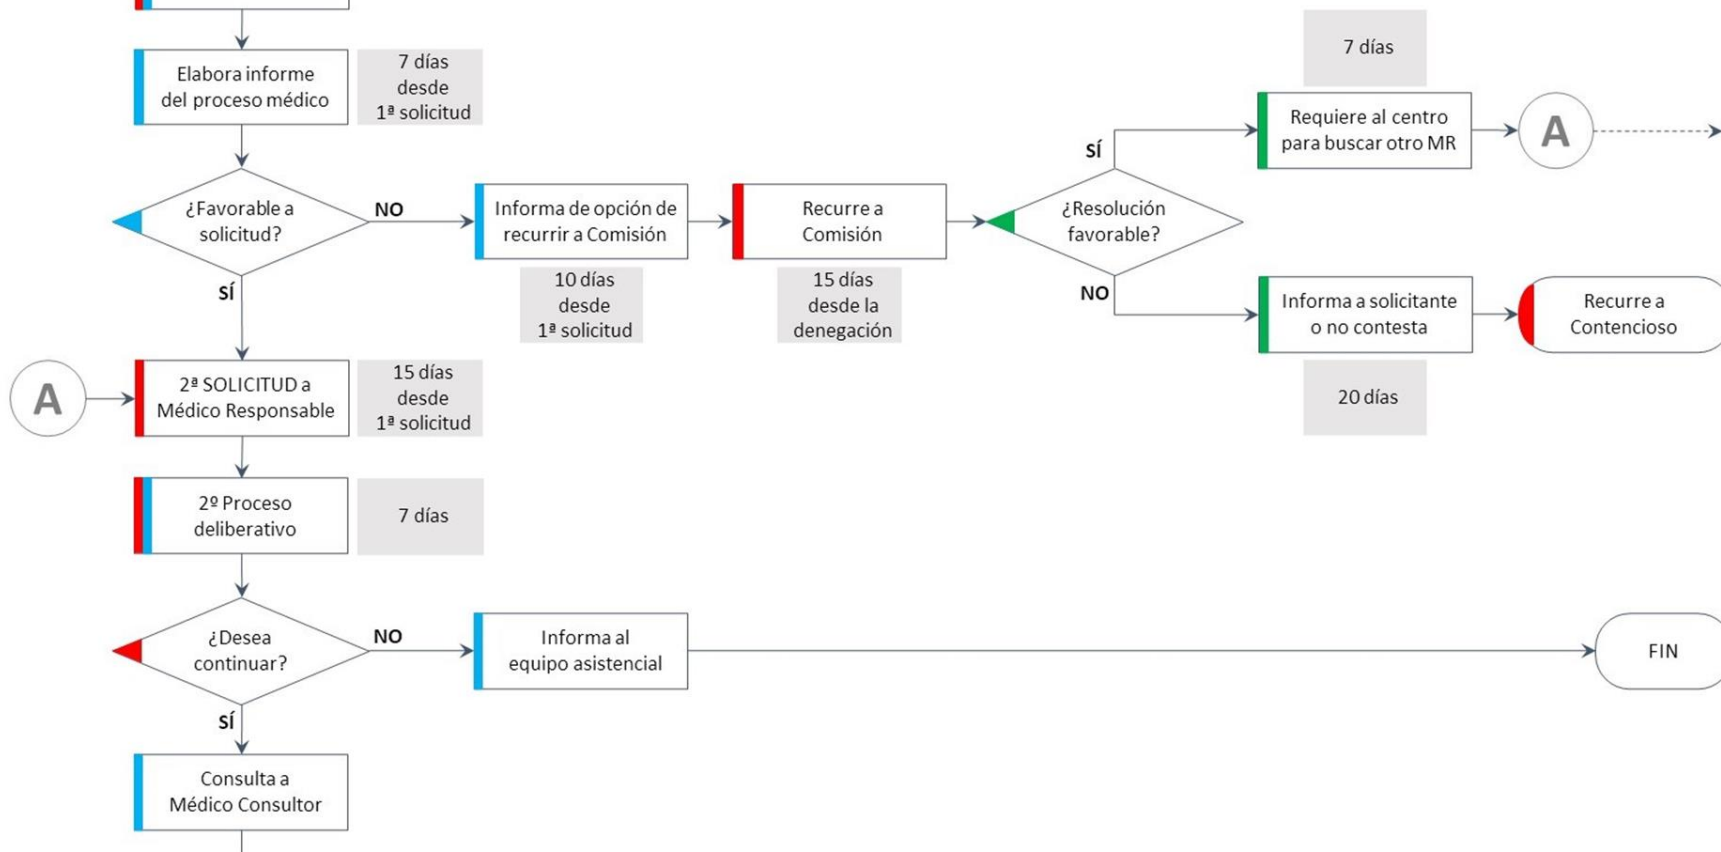 Elabora informe
del proceso médico
7 días
desde
1ª solicitud
¿Favorable a
solicitud?
NO
Informa de opción de
recurrir a Comisión
10 días
desde
1ª solicitud
Recurre a
Comisión
15 días
desde la
denegación
¿Resolución
favorable?
SÍ
7 días
Requiere al centro
para buscar otro MR
A
NO
Informa a solicitante
o no contesta
20 días
Recurre a
Contencioso
SÍ
A
2ª SOLICITUD a
Médico Responsable
15 días
desde
1ª solicitud
2º Proceso
deliberativo
7 días
¿Desea
continuar?
NO
Informa al
equipo asistencial
FIN
SÍ
Consulta a
Médico Consultor